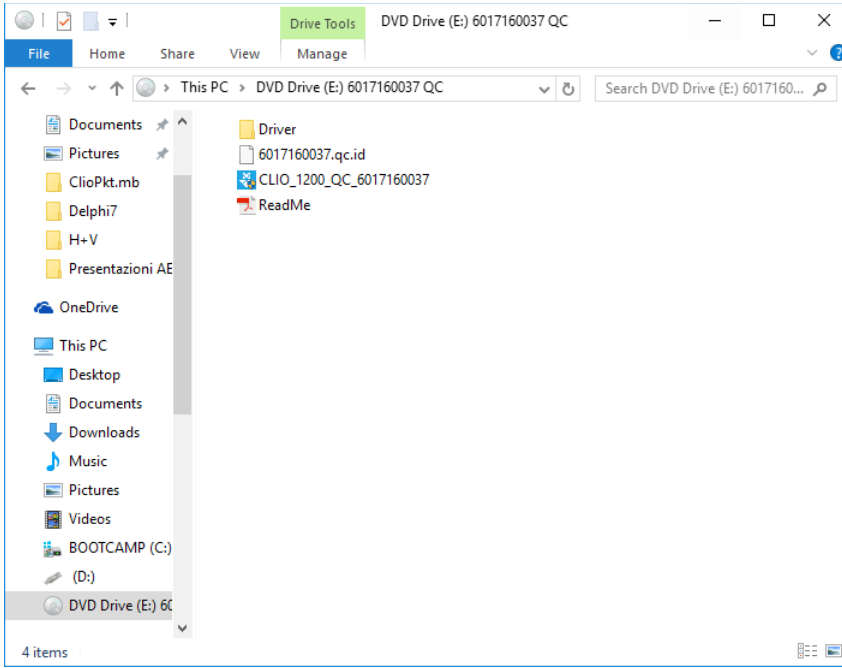 Drive Tools
DVD Drive (E:) 6017160037 QC
File
Home
Share
View
Manage
?
This PC > DVD Drive (E:) 6017160037 QC
Search DVD Drive (E:) 6017160...
Documents
Pictures
ClioPkt.mb
Delphi7
H+V
Presentazioni AE
OneDrive
This PC
Desktop
Documents
Downloads
Music
Pictures
Videos
BOOTCAMP (C:)
(D:)
DVD Drive (E:) 60
Driver
6017160037.qc.id
CLIO_1200_QC_6017160037
ReadMe
4 items